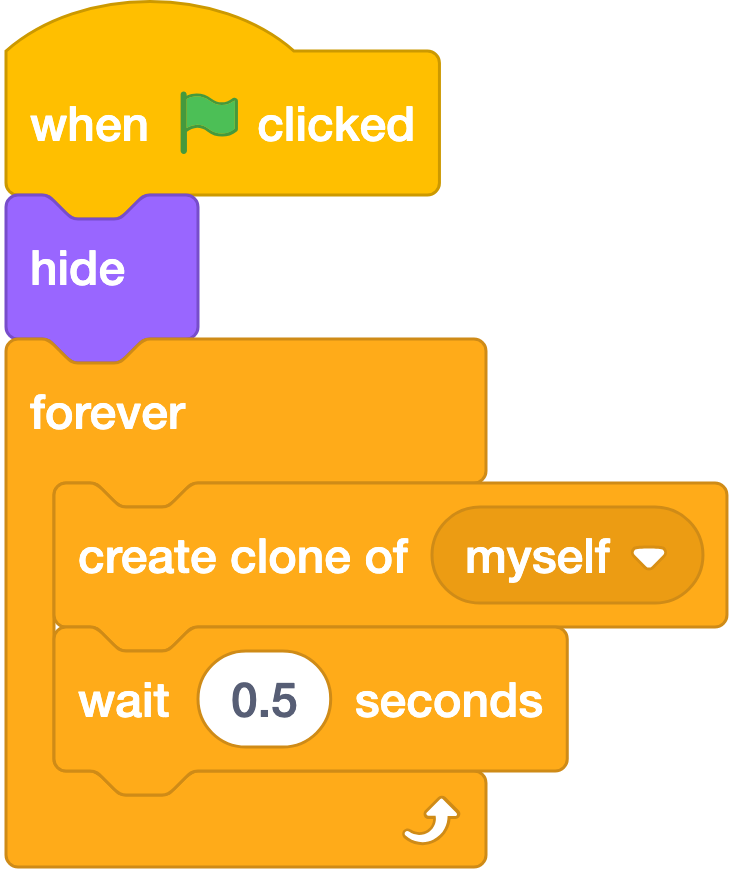 when clicked
hide
forever
create clone of myself
wait 0.5 seconds